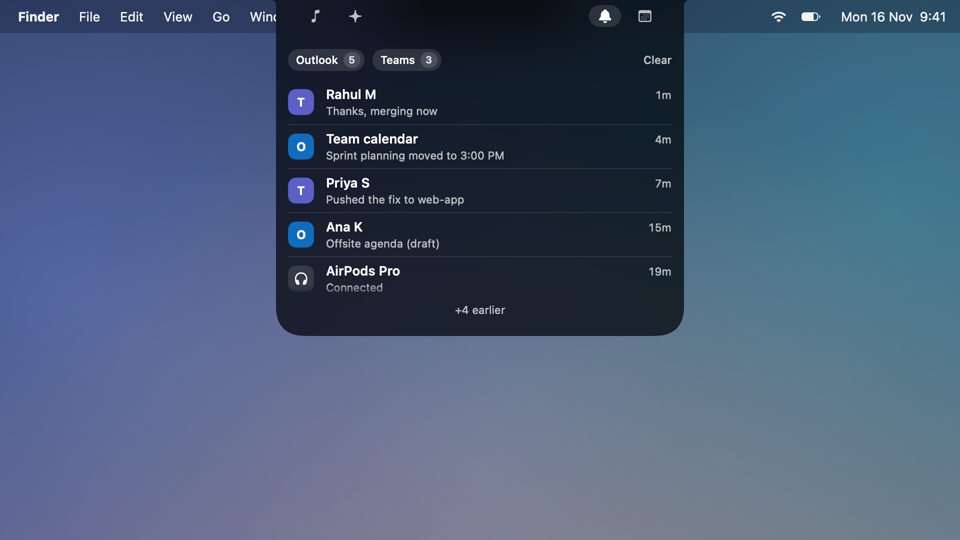 Finder File Edit View Go Mon 16 Nov 9:41
Outlook 5 Teams 3 Clear
T Rahul M 1m
Thanks, merging now
O Team calendar 4m
Sprint planning moved to 3:00 PM
T Priya S 7m
Pushed the fix to web-app
O Ana K 15m
Offsite agenda (draft)
AirPods Pro 19m
Connected
+4 earlier